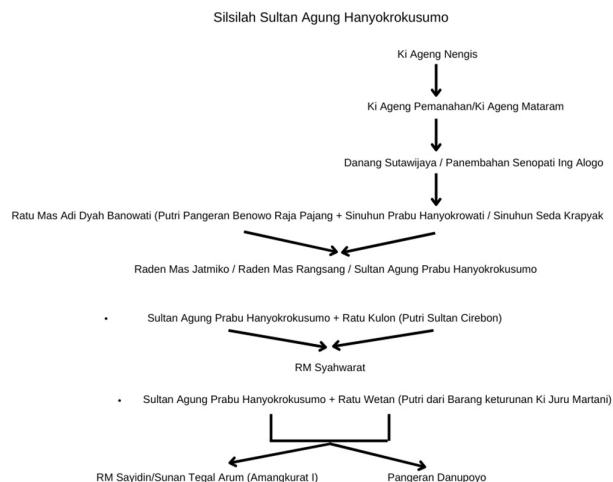 Silsilah Sultan Agung Hanyokrokusumo
Ki Ageng Nengis
Ki Ageng Pemanahan/Ki Ageng Mataram
Danang Sutawijaya / Panembahan Senopati Ing Alogo
Ratu Mas Adi Dyah Banowati (Putri Pangeran Benowo Raja Pajang + Sinuhun Prabu Hanyokrowati / Sinuhun Seda Krapyak
Raden Mas Jatmiko / Raden Mas Rangsang / Sultan Agung Prabu Hanyokrokusumo
• Sultan Agung Prabu Hanyokrokusumo + Ratu Kulon (Putri Sultan Cirebon)
RM Syahwarat
• Sultan Agung Prabu Hanyokrokusumo + Ratu Wetan (Putri dari Barang keturunan Ki Juru Martani)
RM Sayidin/Sunan Tegal Arum (Amangkurat I) Pangeran Danupoyo